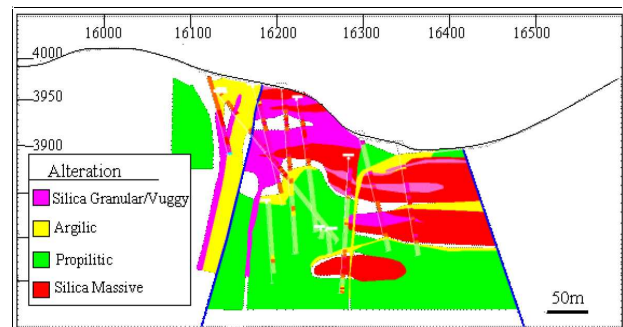 16000 16100 16200 16300 16400 16500
4000
3950
3900
Alteration
Silica Granular/Vuggy
Argilic
Propilitic
Silica Massive
50m